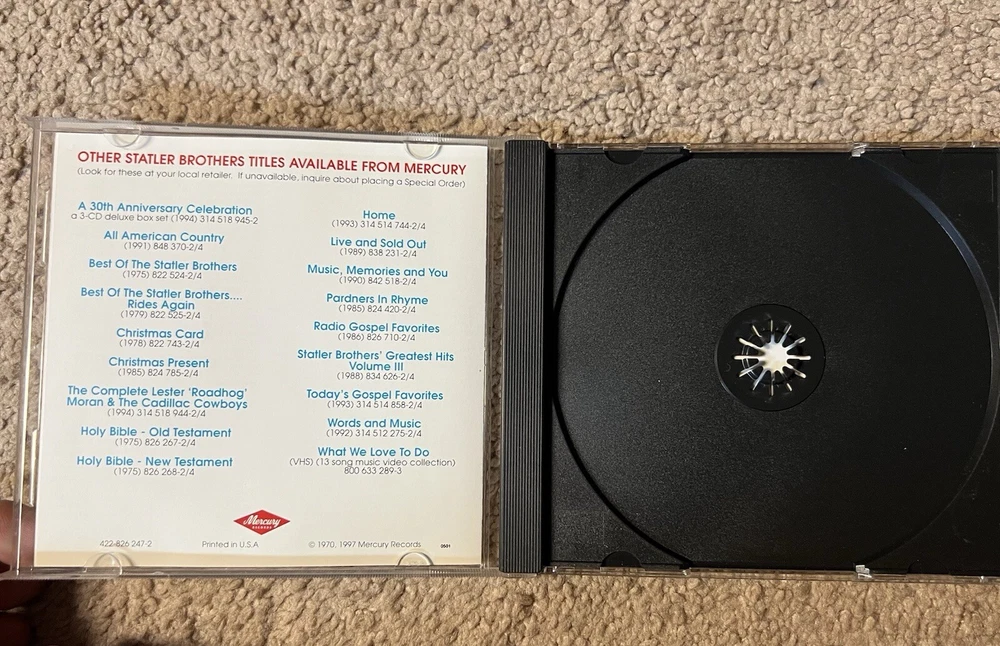 OTHER STATLER BROTHERS TITLES AVAILABLE FROM MERCURY
(Look for these at your local retailer. If unavailable, inquire about placing a Special Order)
A 30th Anniversary Celebration
a 3-CD deluxe box set (1994) 314 518 945-2
All American Country
(1991) 848 370-2/4
Best Of The Statler Brothers
(1975) 822 524-2/4
Best Of The Statler Brothers....
Rides Again
(1979) 822 525-2/4
Christmas Card
(1978) 822 743-2/4
Christmas Present
(1985) 824 785-2/4
The Complete Lester 'Roadhog'
Moran & The Cadillac Cowboys
(1994) 314 518 944-2/4
Holy Bible - Old Testament
(1975) 826 267-2/4
Holy Bible - New Testament
(1975) 826 268-2/4
Home
(1993) 314 514 744-2/4
Live and Sold Out
(1989) 838 231-2/4
Music, Memories and You
(1990) 842 518-2/4
Pardners In Rhyme
(1985) 824 420-2/4
Radio Gospel Favorites
(1986) 826 710-2/4
Statler Brothers' Greatest Hits
Volume III
(1988) 834 626-2/4
Today's Gospel Favorites
(1993) 314 514 858-2/4
Words and Music
(1992) 314 512 275-2/4
What We Love To Do
(VHS) (13 song music video collection)
800 633 289-3
Mercury
RECORDS
422-826 247-2
Printed in U.S.A
© 1970, 1997 Mercury Records
0501